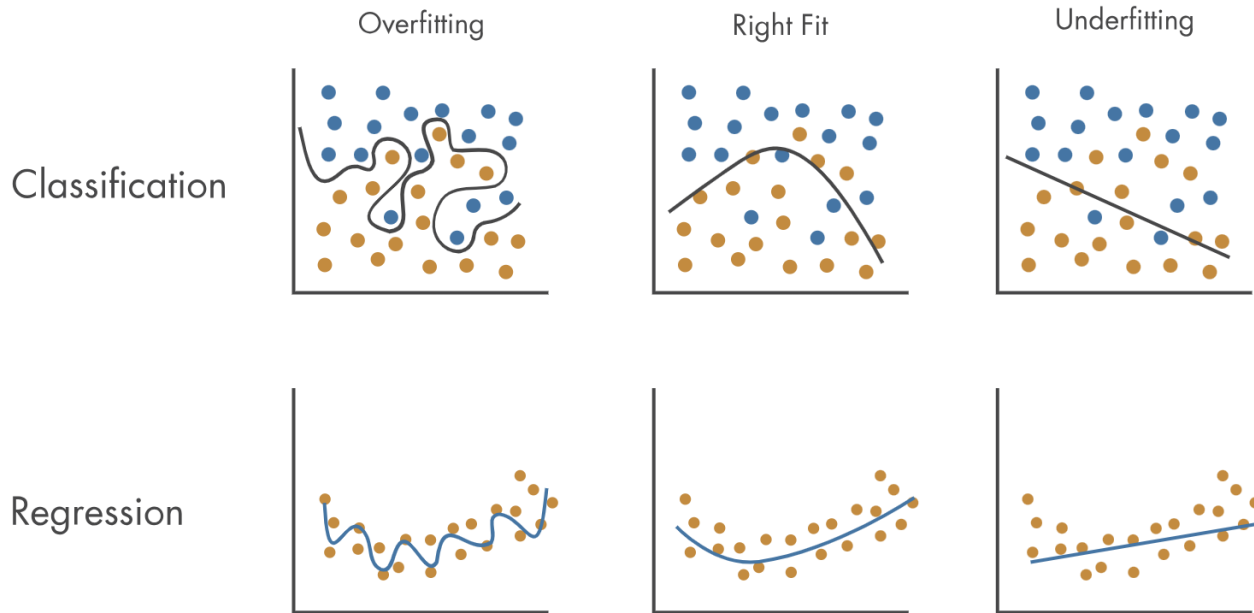 Overfitting
Right Fit
Underfitting
Classification
Regression